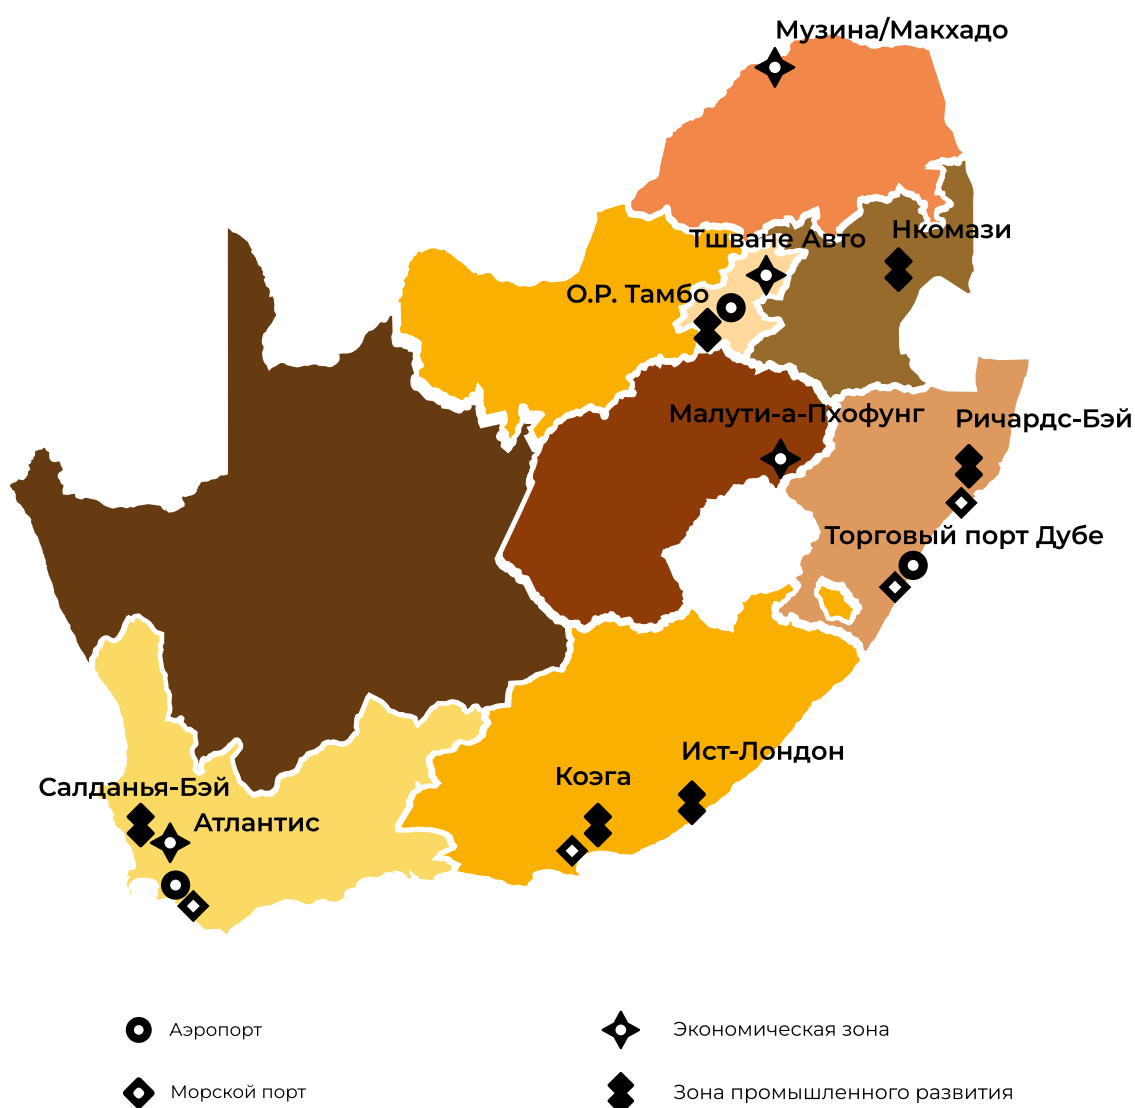 Музина/Макхадо
Нкомази
Тшване Авто
О.Р. Тамбо
Малути-а-Пхофунг
Ричардс-Бэй
Торговый порт Дубе
Ист-Лондон
Коэга
Салданья-Бэй
Атлантис
Аэропорт
Экономическая зона
Морской порт
Зона промышленного развития